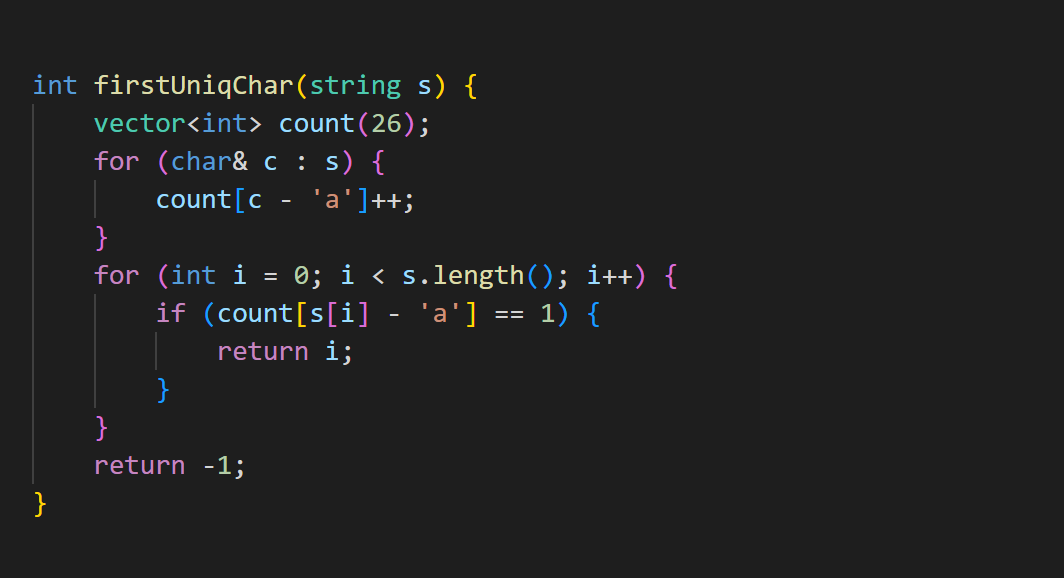 int firstUniqChar(string s) {
    vector<int> count(26);
    for (char& c : s) {
        count[c - 'a']++;
    }
    for (int i = 0; i < s.length(); i++) {
        if (count[s[i] - 'a'] == 1) {
            return i;
        }
    }
    return -1;
}